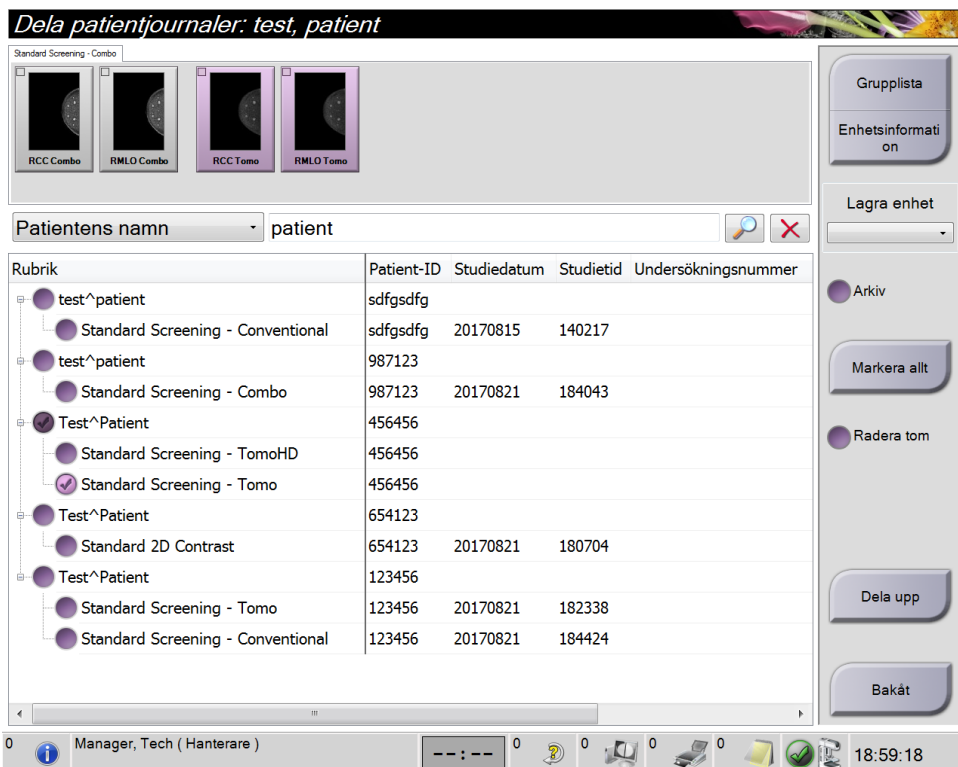 Dela patientjournaler: test, patient
Standard Screening - Combo
RCC Combo RMLO Combo RCC Tomo RMLO Tomo
Grupplista
Enhetsinformati
on
Lagra enhet
Patientens namn patient
Rubrik Patient-ID Studiedatum Studietid Undersökningsnummer
test^patient sdfgsdfg
Arkiv
Standard Screening - Conventional sdfgsdfg 20170815 140217
test^patient 987123
Markera allt
Standard Screening - Combo 987123 20170821 184043
Test^Patient 456456
Radera tom
Standard Screening - TomoHD 456456
Standard Screening - Tomo 456456
Test^Patient 654123
Standard 2D Contrast 654123 20170821 180704
Test^Patient 123456
Dela upp
Standard Screening - Tomo 123456 20170821 182338
Standard Screening - Conventional 123456 20170821 184424
Bakåt
0 Manager, Tech ( Hanterare ) --:-- 0 0 0 0 18:59:18